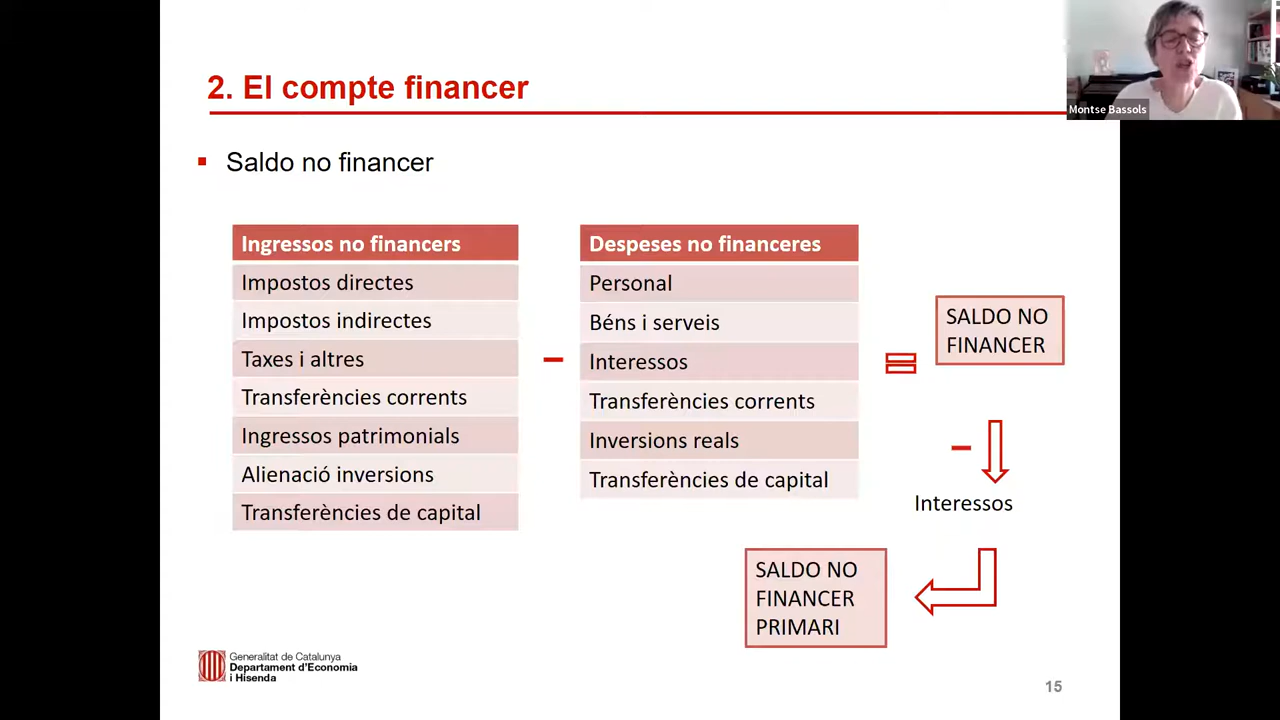 2. El compte financer
Montse Bassols
▪ Saldo no financer
Ingressos no financers
Impostos directes
Impostos indirectes
Taxes i altres
Transferències corrents
Ingressos patrimonials
Alienació inversions
Transferències de capital
–
Despeses no financeres
Personal
Béns i serveis
Interessos
Transferències corrents
Inversions reals
Transferències de capital
=
SALDO NO
FINANCER
–
Interessos
SALDO NO
FINANCER
PRIMARI
Generalitat de Catalunya
Departament d'Economia
i Hisenda
15